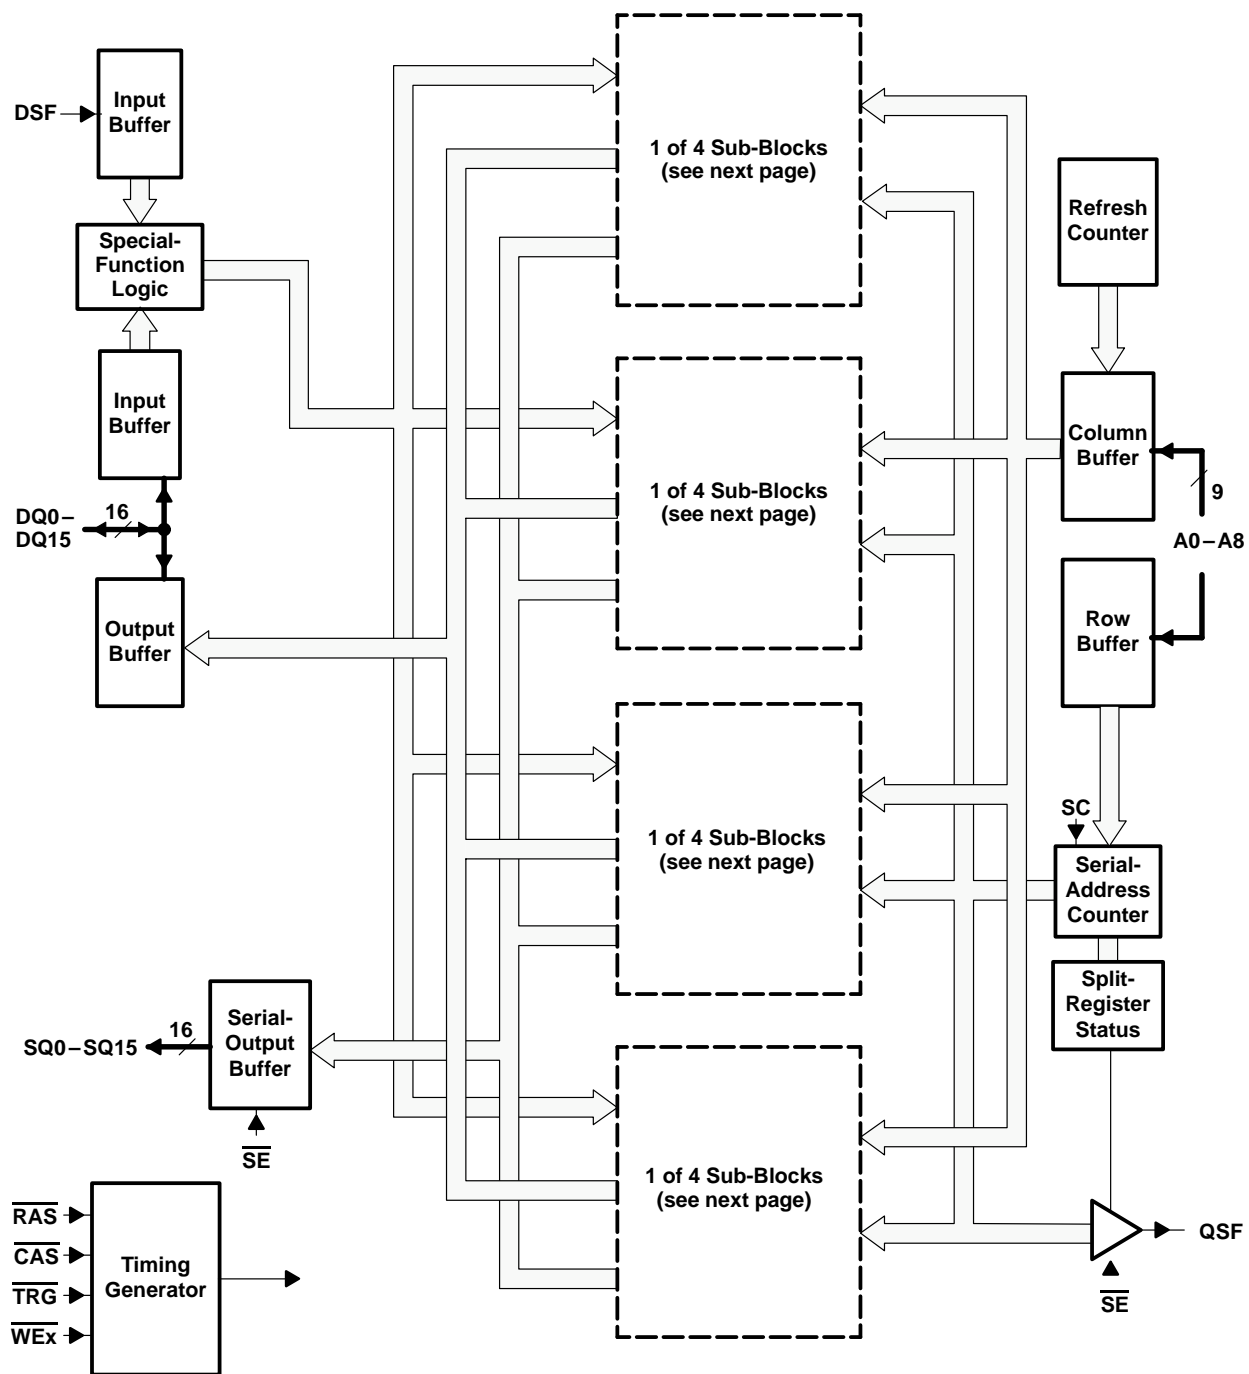 DSF
Input
Buffer
Special-
Function
Logic
Input
Buffer
DQ0–
DQ15
16
Output
Buffer
SQ0–SQ15
16
Serial-
Output
Buffer
SE
RAS
CAS
TRG
WEx
Timing
Generator
1 of 4 Sub-Blocks
(see next page)
1 of 4 Sub-Blocks
(see next page)
1 of 4 Sub-Blocks
(see next page)
1 of 4 Sub-Blocks
(see next page)
Refresh
Counter
Column
Buffer
9
A0–A8
Row
Buffer
SC
Serial-
Address
Counter
Split-
Register
Status
QSF
SE